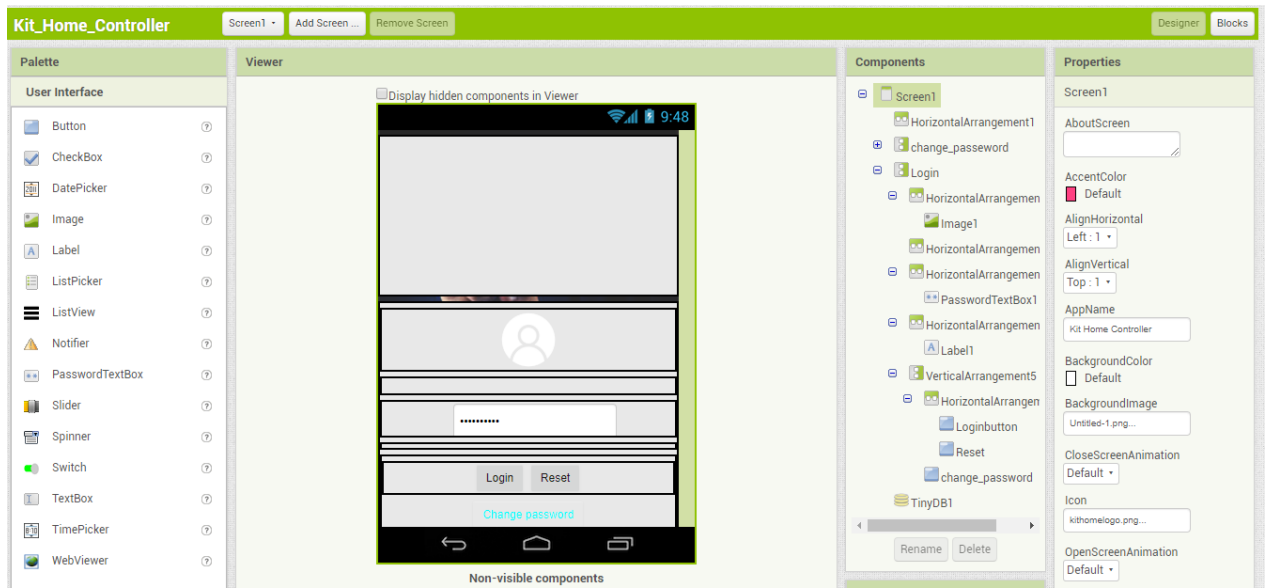 Kit_Home_Controller
Screen1
Add Screen ...
Remove Screen
Designer
Blocks
Palette
User Interface
Button
CheckBox
DatePicker
Image
Label
ListPicker
ListView
Notifier
PasswordTextBox
Slider
Spinner
Switch
TextBox
TimePicker
WebViewer
Viewer
Display hidden components in Viewer
9:48
••••••••••
Login
Reset
Change password
Non-visible components
Components
Screen1
HorizontalArrangement1
change_passeword
Login
HorizontalArrangemen
Image1
HorizontalArrangemen
HorizontalArrangemen
PasswordTextBox1
HorizontalArrangemen
Label1
VerticalArrangement5
HorizontalArrangen
Loginbutton
Reset
change_password
TinyDB1
Rename
Delete
Properties
Screen1
AboutScreen
AccentColor
Default
AlignHorizontal
Left : 1
AlignVertical
Top : 1
AppName
Kit Home Controller
BackgroundColor
Default
BackgroundImage
Untitled-1.png...
CloseScreenAnimation
Default
Icon
kithomelogo.png...
OpenScreenAnimation
Default